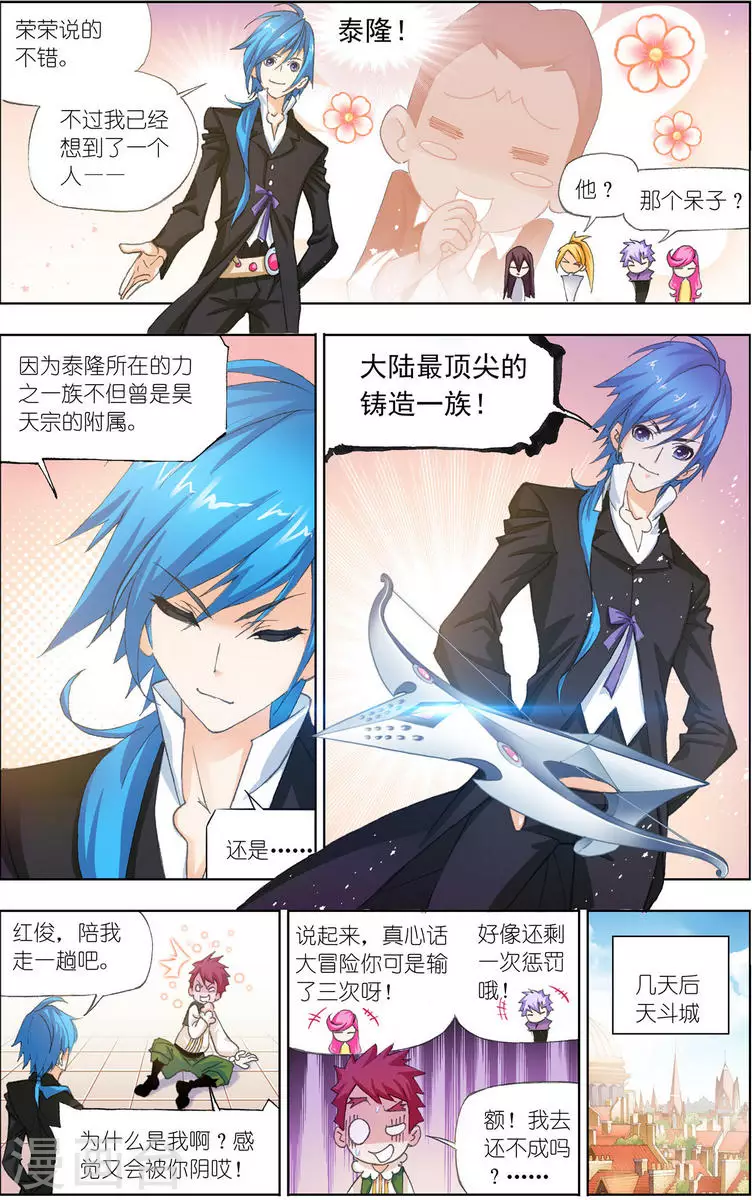 荣荣说的
不错。
不过我已经
想到了一个
人——
泰隆！
他？
那个呆子？
因为泰隆所在的力
之一族不但曾是昊
天宗的附属。
还是……
大陆最顶尖的
铸造一族！
红俊，陪我
走一趟吧。
为什么是我啊？感
觉又会被你阴哎！
说起来，真心话
大冒险你可是输
了三次呀！
好像还剩
一次惩罚
哦！
额！我去
还不成吗
？……
几天后
天斗城
漫画台